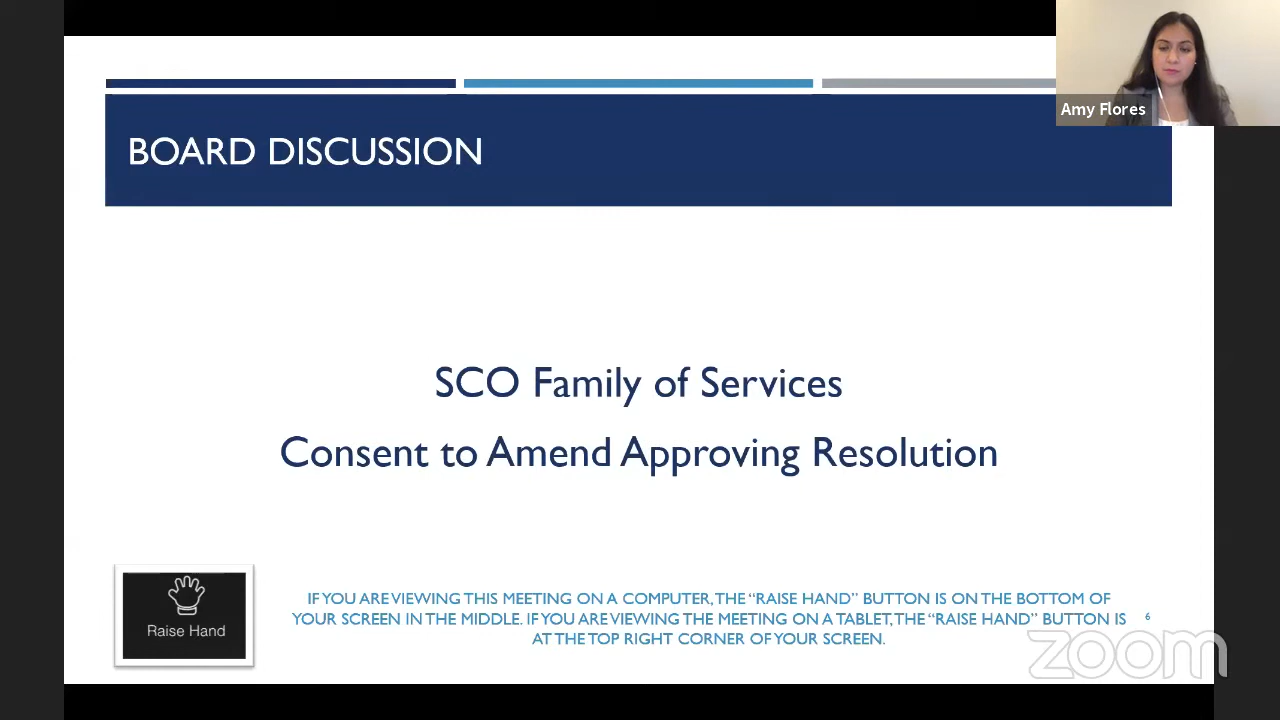 Amy Flores
BOARD DISCUSSION
SCO Family of Services
Consent to Amend Approving Resolution
Raise Hand
IF YOU ARE VIEWING THIS MEETING ON A COMPUTER, THE “RAISE HAND” BUTTON IS ON THE BOTTOM OF
YOUR SCREEN IN THE MIDDLE. IF YOU ARE VIEWING THE MEETING ON A TABLET, THE “RAISE HAND” BUTTON IS
AT THE TOP RIGHT CORNER OF YOUR SCREEN.
6
zoom